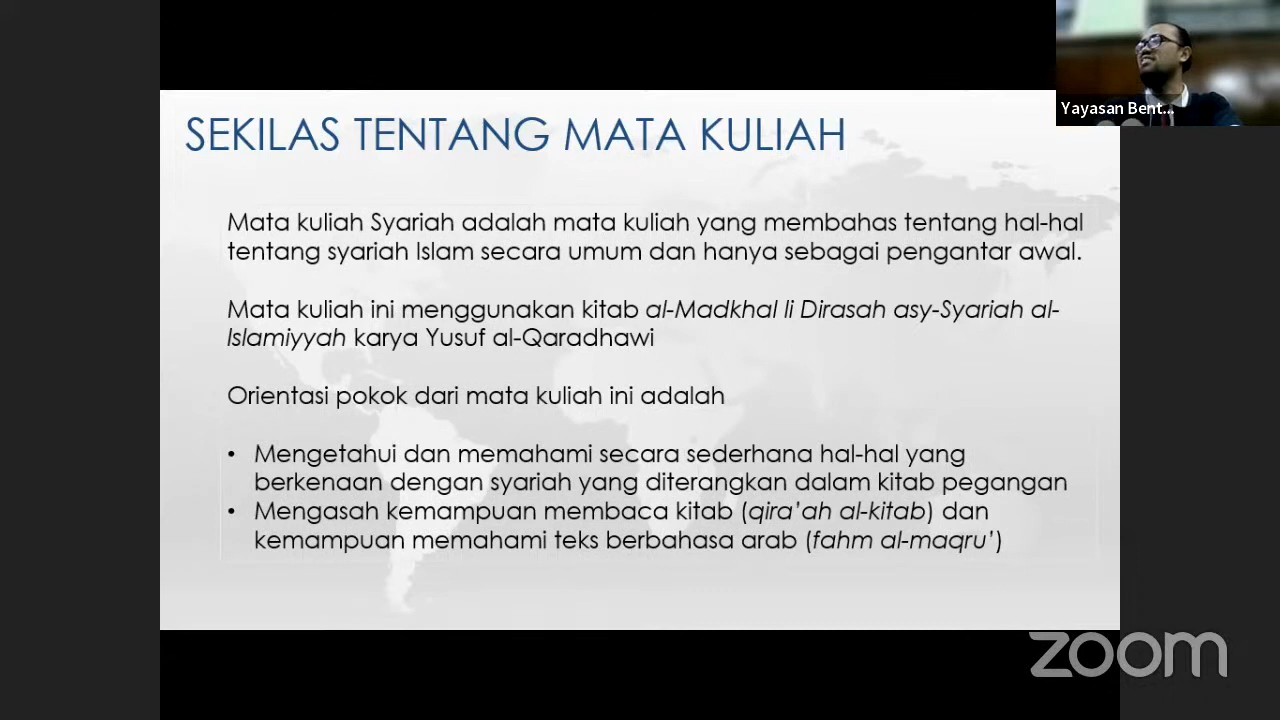 SEKILAS TENTANG MATA KULIAH
Yayasan Bent...
Mata kuliah Syariah adalah mata kuliah yang membahas tentang hal-hal
tentang syariah Islam secara umum dan hanya sebagai pengantar awal.
Mata kuliah ini menggunakan kitab al-Madkhal li Dirasah asy-Syariah al-
Islamiyyah karya Yusuf al-Qaradhawi
Orientasi pokok dari mata kuliah ini adalah
• Mengetahui dan memahami secara sederhana hal-hal yang
berkenaan dengan syariah yang diterangkan dalam kitab pegangan
• Mengasah kemampuan membaca kitab (qira’ah al-kitab) dan
kemampuan memahami teks berbahasa arab (fahm al-maqru’)
zoom